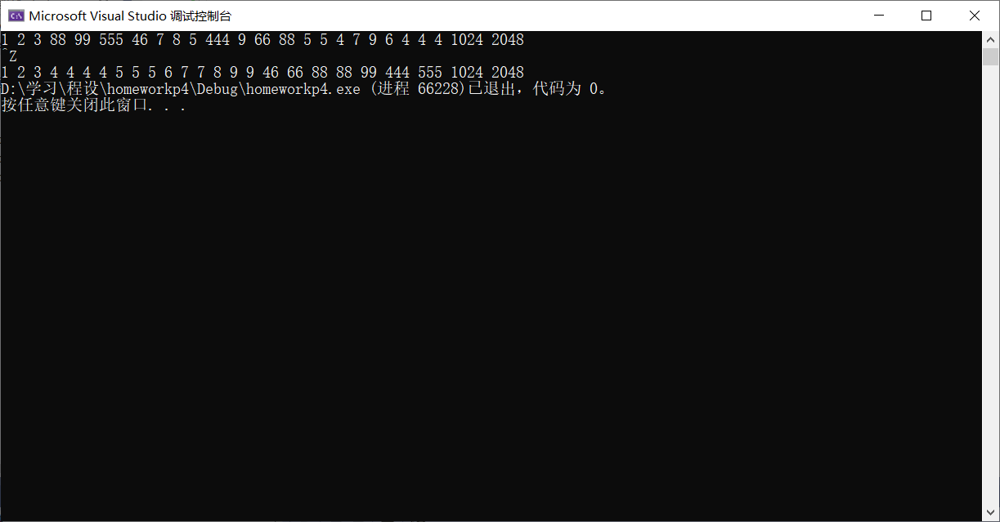 Microsoft Visual Studio 调试控制台
1 2 3 88 99 555 46 7 8 5 444 9 66 88 5 5 4 7 9 6 4 4 4 1024 2048
^Z
1 2 3 4 4 4 4 5 5 5 6 7 7 8 9 9 46 66 88 88 99 444 555 1024 2048
D:\学习\程设\homeworkp4\Debug\homeworkp4.exe (进程 66228)已退出，代码为 0。
按任意键关闭此窗口. . .